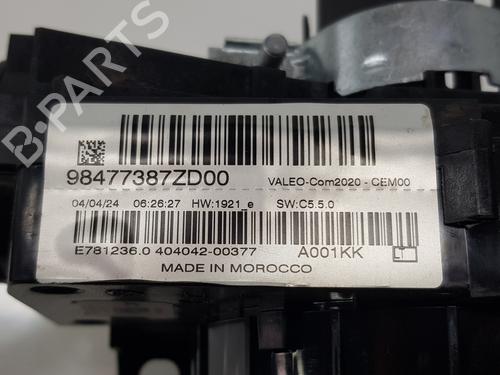 98477387ZD00
VALEO-Com2020 - CEM00
04/04/24 06:26:27 HW:1921_e SW:C5.5.0
E781236.0 404042-00377 A001KK
MADE IN MOROCCO
B-PARTS